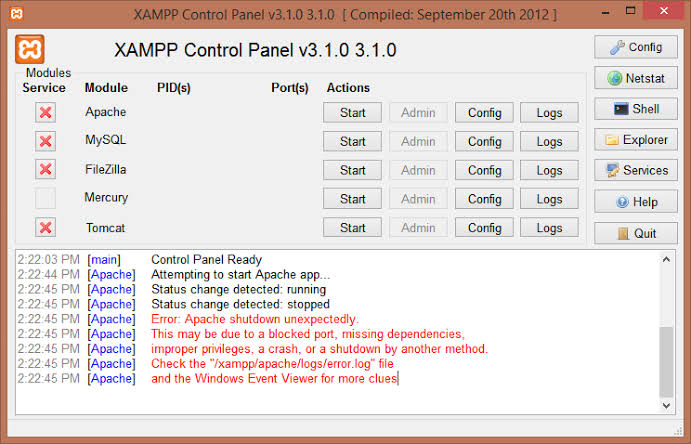 XAMPP Control Panel v3.1.0 3.1.0 [ Compiled: September 20th 2012 ]
XAMPP Control Panel v3.1.0 3.1.0
Config
Modules
Service Module PID(s) Port(s) Actions
Netstat
Apache Start Admin Config Logs
Shell
MySQL Start Admin Config Logs
Explorer
FileZilla Start Admin Config Logs
Services
Mercury Start Admin Config Logs
Help
Tomcat Start Admin Config Logs
Quit
2:22:03 PM [main] Control Panel Ready
2:22:44 PM [Apache] Attempting to start Apache app...
2:22:45 PM [Apache] Status change detected: running
2:22:45 PM [Apache] Status change detected: stopped
2:22:45 PM [Apache] Error: Apache shutdown unexpectedly.
2:22:45 PM [Apache] This may be due to a blocked port, missing dependencies,
2:22:45 PM [Apache] improper privileges, a crash, or a shutdown by another method.
2:22:45 PM [Apache] Check the "/xampp/apache/logs/error.log" file
2:22:45 PM [Apache] and the Windows Event Viewer for more clues